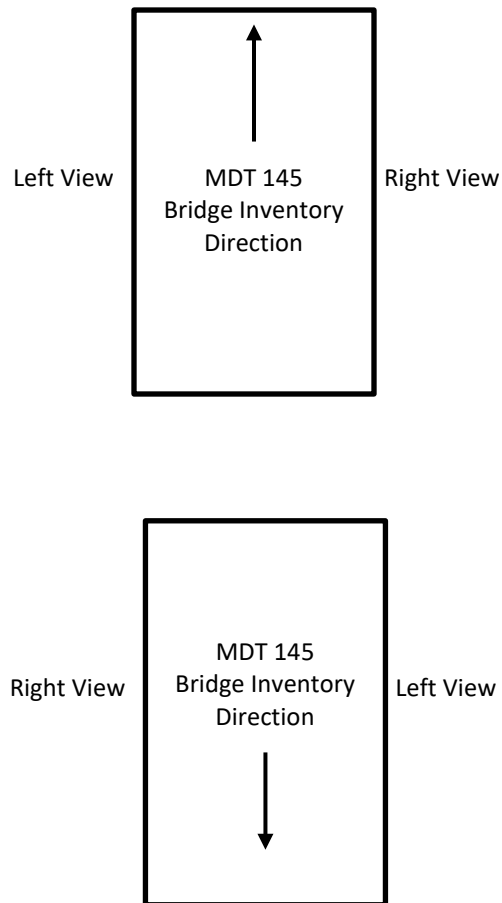 Left View
MDT 145
Bridge Inventory
Direction
Right View
Right View
MDT 145
Bridge Inventory
Direction
Left View